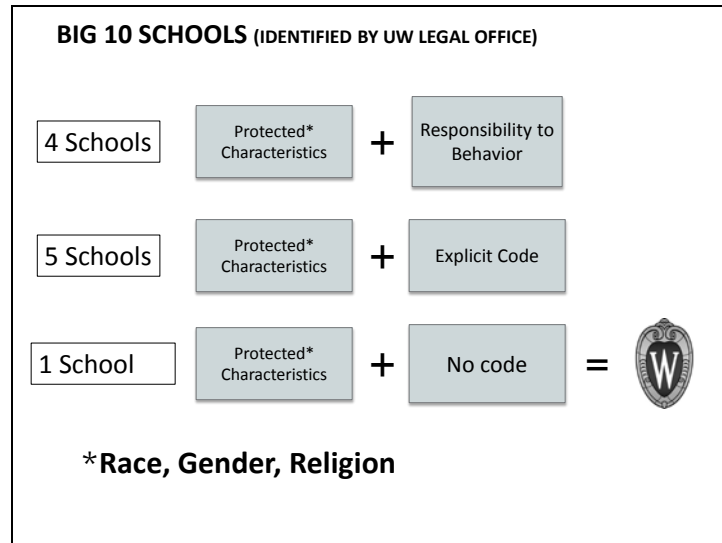 BIG 10 SCHOOLS (IDENTIFIED BY UW LEGAL OFFICE)
4 Schools
Protected*
Characteristics
+
Responsibility to
Behavior
5 Schools
Protected*
Characteristics
+
Explicit Code
1 School
Protected*
Characteristics
+
No code
=
W
*Race, Gender, Religion